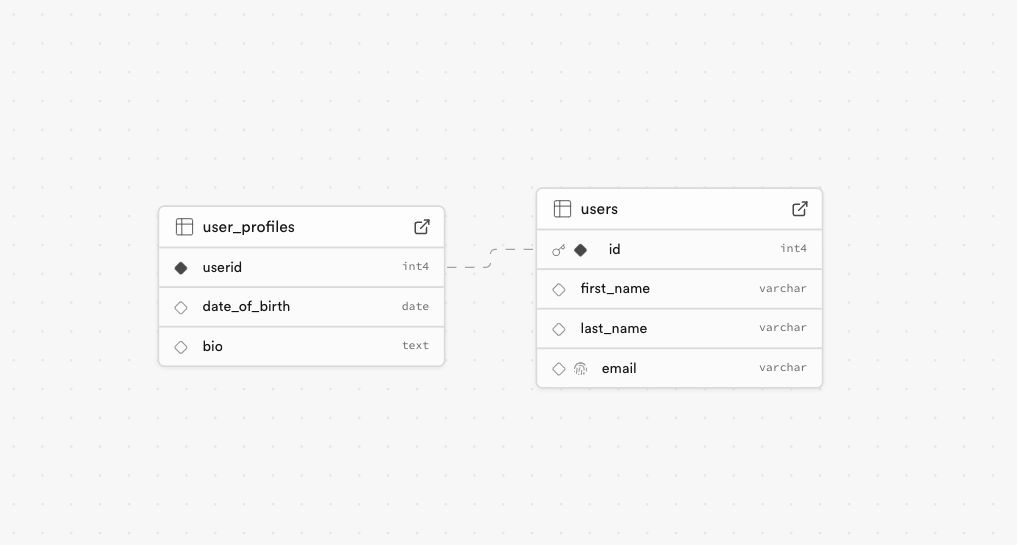 user_profiles
userid int4
date_of_birth date
bio text
users
id int4
first_name varchar
last_name varchar
email varchar